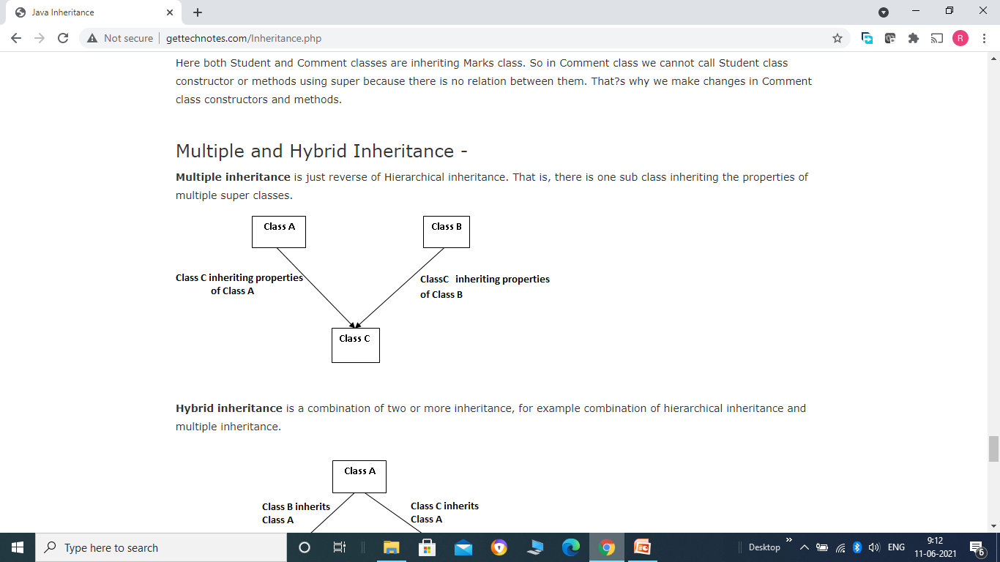 Java Inheritance
Not secure
gettechnotes.com/Inheritance.php
R
Here both Student and Comment classes are inheriting Marks class. So in Comment class we cannot call Student class
constructor or methods using super because there is no relation between them. That?s why we make changes in Comment
class constructors and methods.
Multiple and Hybrid Inheritance -
Multiple inheritance is just reverse of Hierarchical inheritance. That is, there is one sub class inheriting the properties of
multiple super classes.
Class A
Class B
Class C inheriting properties
of Class A
ClassC inheriting properties
of Class B
Class C
Hybrid inheritance is a combination of two or more inheritance, for example combination of hierarchical inheritance and
multiple inheritance.
Class A
Class B inherits
Class A
Class C inherits
Class A
Type here to search
Desktop
ENG
9:12
11-06-2021
6